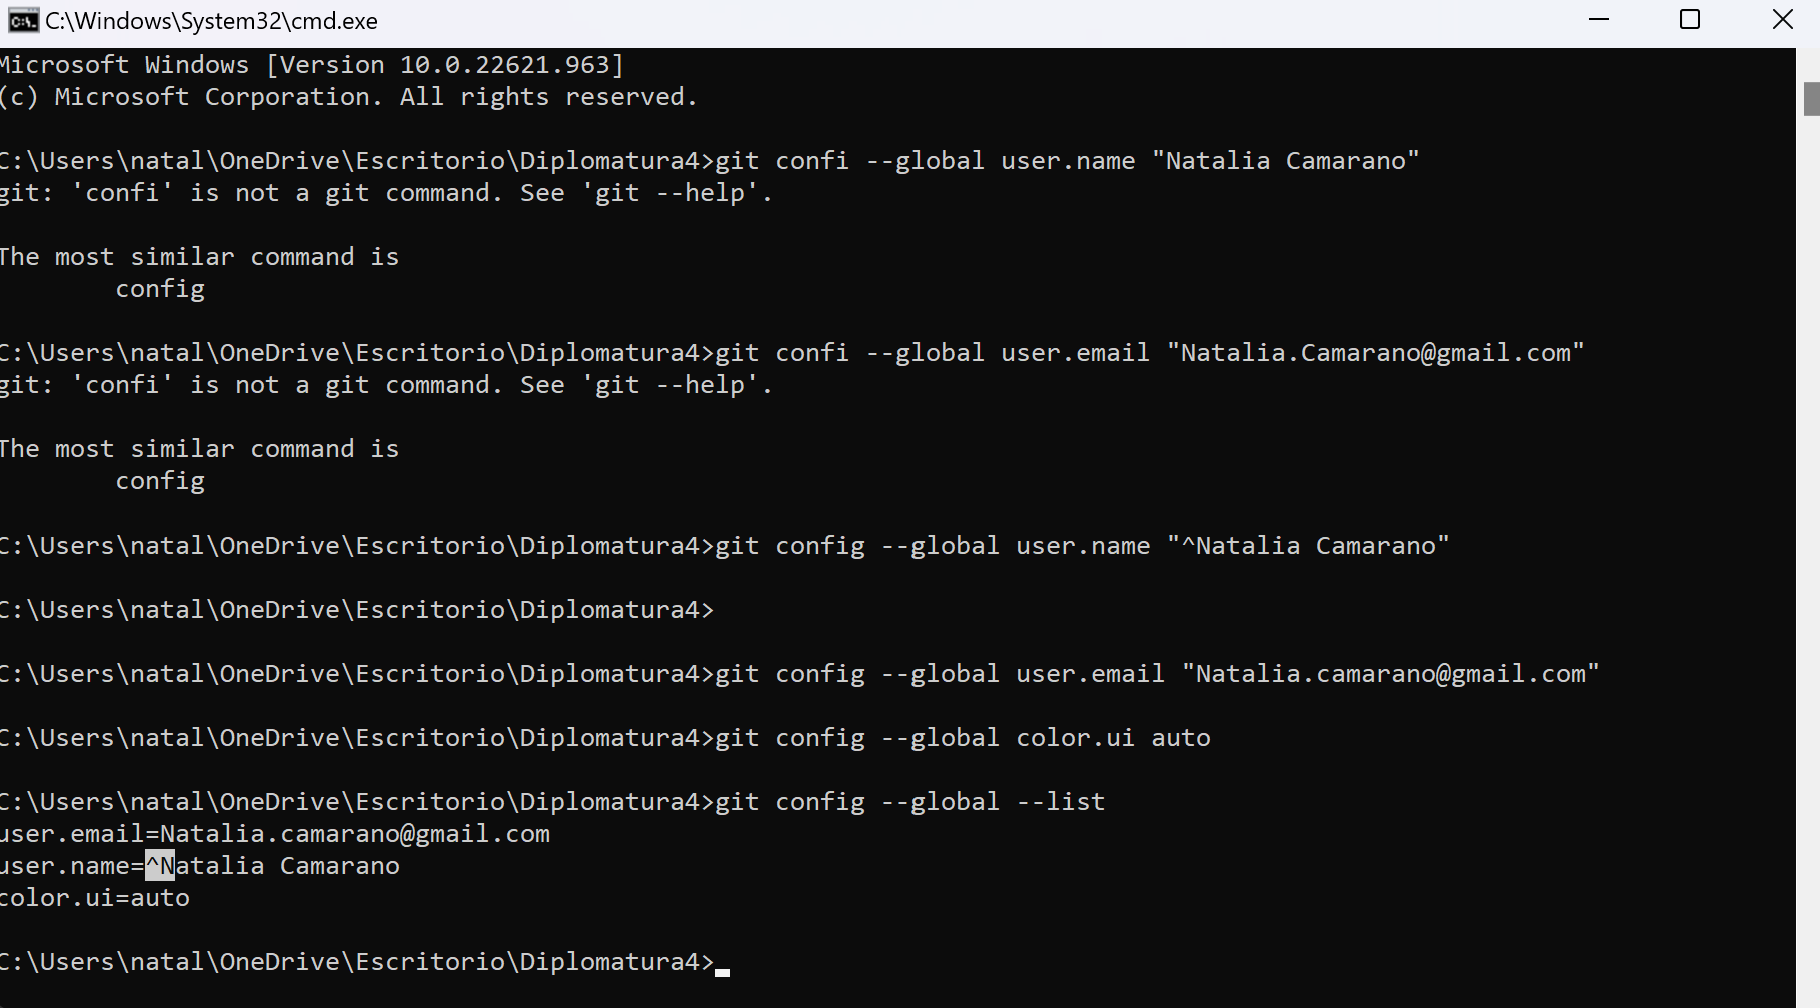 C:\Windows\System32\cmd.exe
Microsoft Windows [Version 10.0.22621.963]
(c) Microsoft Corporation. All rights reserved.
C:\Users\natal\OneDrive\Escritorio\Diplomatura4>git confi --global user.name "Natalia Camarano"
git: 'confi' is not a git command. See 'git --help'.
The most similar command is
config
C:\Users\natal\OneDrive\Escritorio\Diplomatura4>git confi --global user.email "Natalia.Camarano@gmail.com"
git: 'confi' is not a git command. See 'git --help'.
The most similar command is
config
C:\Users\natal\OneDrive\Escritorio\Diplomatura4>git config --global user.name "^Natalia Camarano"
C:\Users\natal\OneDrive\Escritorio\Diplomatura4>
C:\Users\natal\OneDrive\Escritorio\Diplomatura4>git config --global user.email "Natalia.camarano@gmail.com"
C:\Users\natal\OneDrive\Escritorio\Diplomatura4>git config --global color.ui auto
C:\Users\natal\OneDrive\Escritorio\Diplomatura4>git config --global --list
user.email=Natalia.camarano@gmail.com
user.name=^Natalia Camarano
color.ui=auto
C:\Users\natal\OneDrive\Escritorio\Diplomatura4>